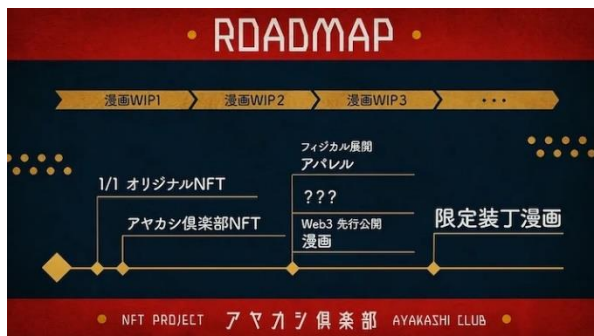 ROADMAP
漫画WIP1 漫画WIP2 漫画WIP3 ・・・
フィジカル展開
アパレル
1/1 オリジナルNFT
???
アヤカシ倶楽部NFT
Web3 先行公開
漫画
限定装丁漫画
NFT PROJECT アヤカシ倶楽部 AYAKASHI CLUB